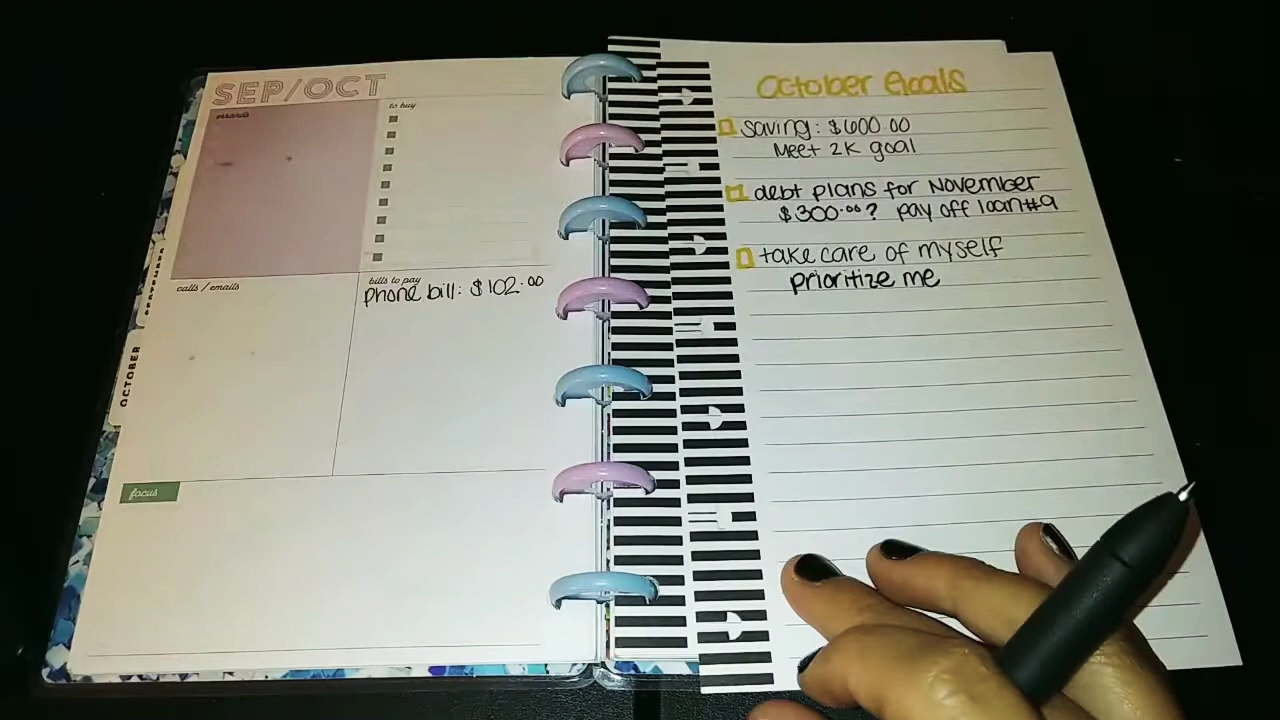 SEP/OCT
errands
to buy
calls / emails
bills to pay
phone bill: $102.00
focus
OCTOBER
October Goals
saving: $600.00
Meet 2K goal
debt plans for November
$300.00? pay off loan#9
take care of myself
prioritize me